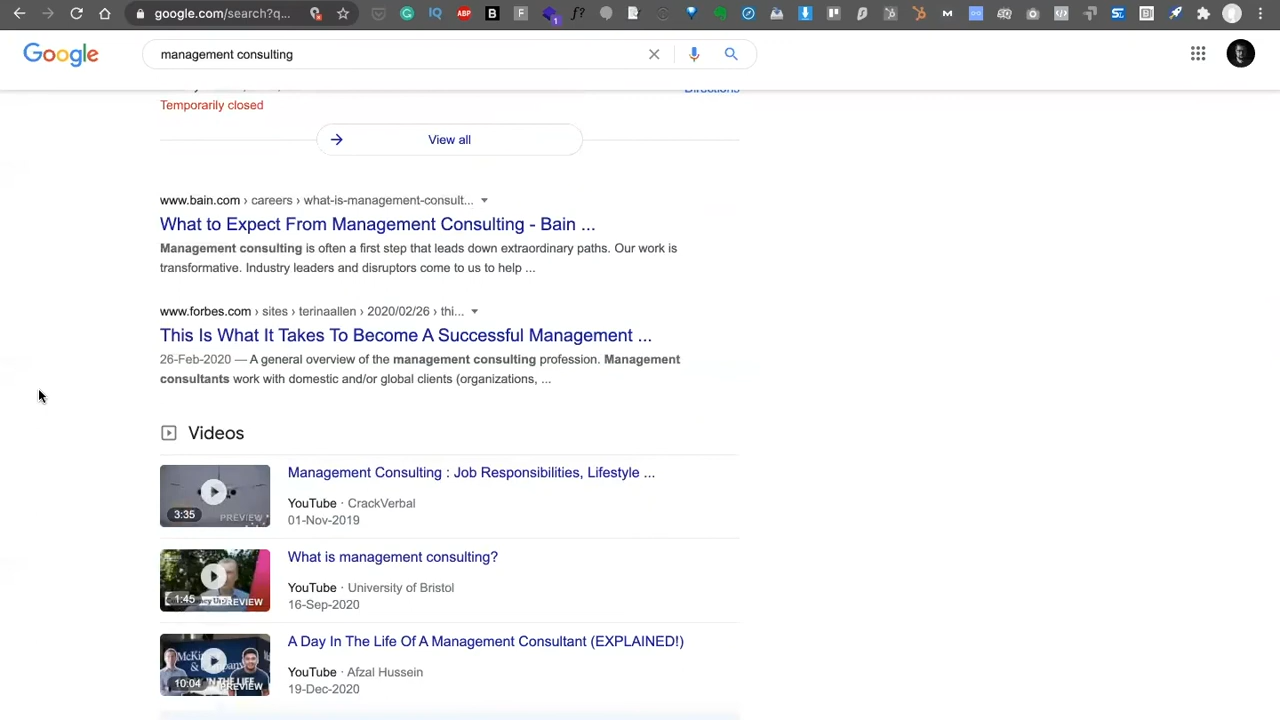 google.com/search?q...
Google
management consulting
Directions
Temporarily closed
View all
www.bain.com › careers › what-is-management-consult...
What to Expect From Management Consulting - Bain ...
Management consulting is often a first step that leads down extraordinary paths. Our work is
transformative. Industry leaders and disruptors come to us to help ...
www.forbes.com › sites › terinaallen › 2020/02/26 › thi...
This Is What It Takes To Become A Successful Management ...
26-Feb-2020 — A general overview of the management consulting profession. Management
consultants work with domestic and/or global clients (organizations, ...
Videos
Management Consulting : Job Responsibilities, Lifestyle ...
3:35
PREVIEW
YouTube · CrackVerbal
01-Nov-2019
What is management consulting?
1:45
PREVIEW
YouTube · University of Bristol
16-Sep-2020
A Day In The Life Of A Management Consultant (EXPLAINED!)
McKinsey
& Company
IN THE LIFE
10:04
PREVIEW
YouTube · Afzal Hussein
19-Dec-2020